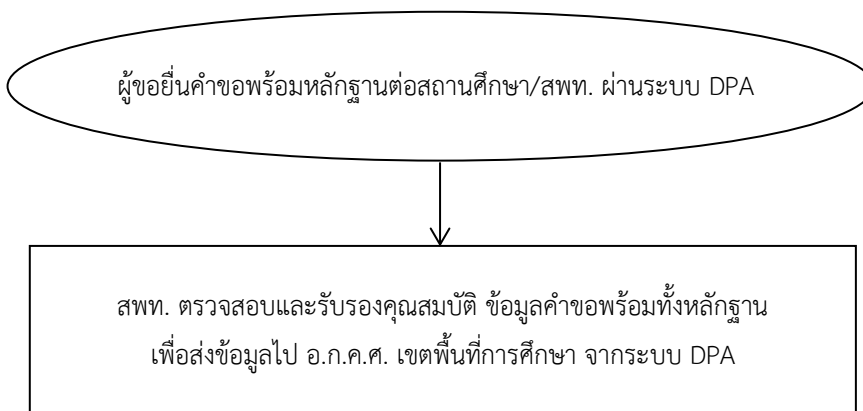 ผู้ขอยื่นคำขอพร้อมหลักฐานต่อสถานศึกษา/สพท. ผ่านระบบ DPA
สพท. ตรวจสอบและรับรองคุณสมบัติ ข้อมูลคำขอพร้อมทั้งหลักฐาน
เพื่อส่งข้อมูลไป อ.ก.ค.ศ. เขตพื้นที่การศึกษา จากระบบ DPA